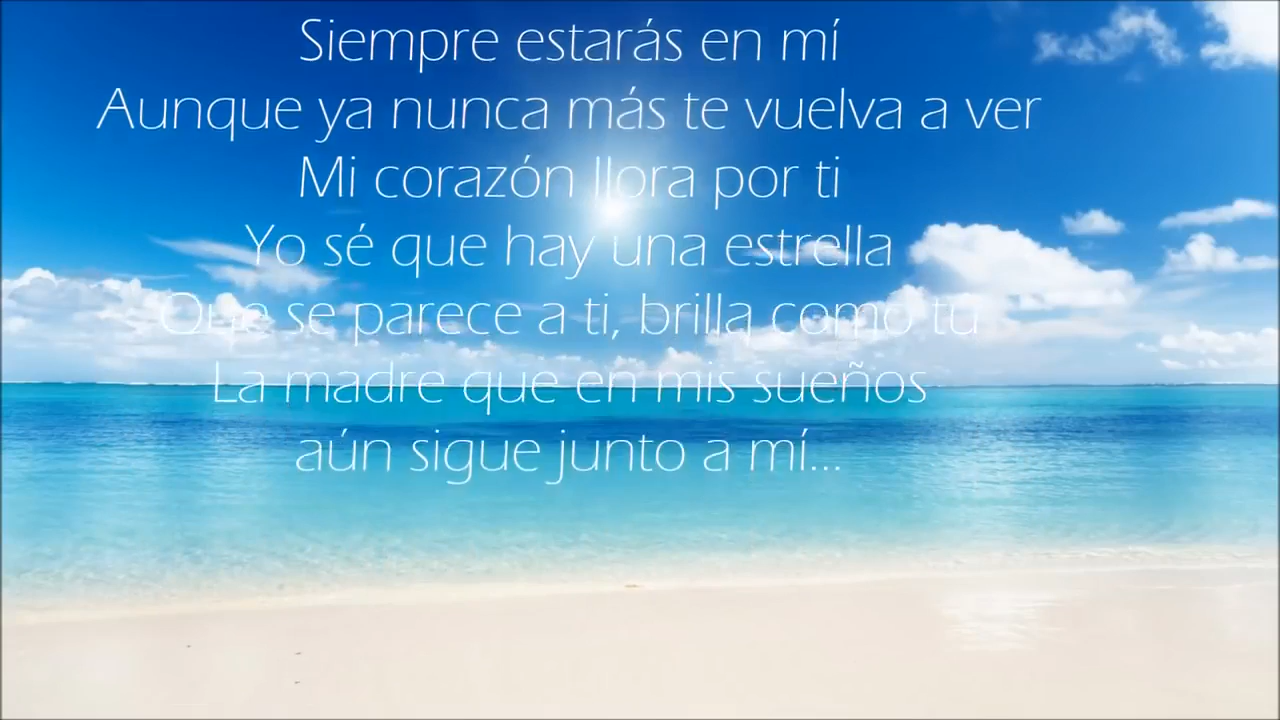 Siempre estarás en mí
Aunque ya nunca más te vuelva a ver
Mi corazón llora por ti
Yo sé que hay una estrella
Que se parece a ti, brilla como tu
La madre que en mis sueños
aún sigue junto a mí...